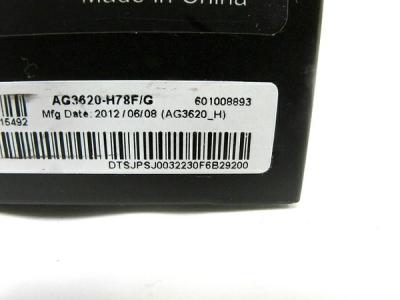 Made in China
AG3620-H78F/G 601008893
Mfg Date: 2012/06/08 (AG3620_H)
15492
DTSJPSJ0032230F6B29200